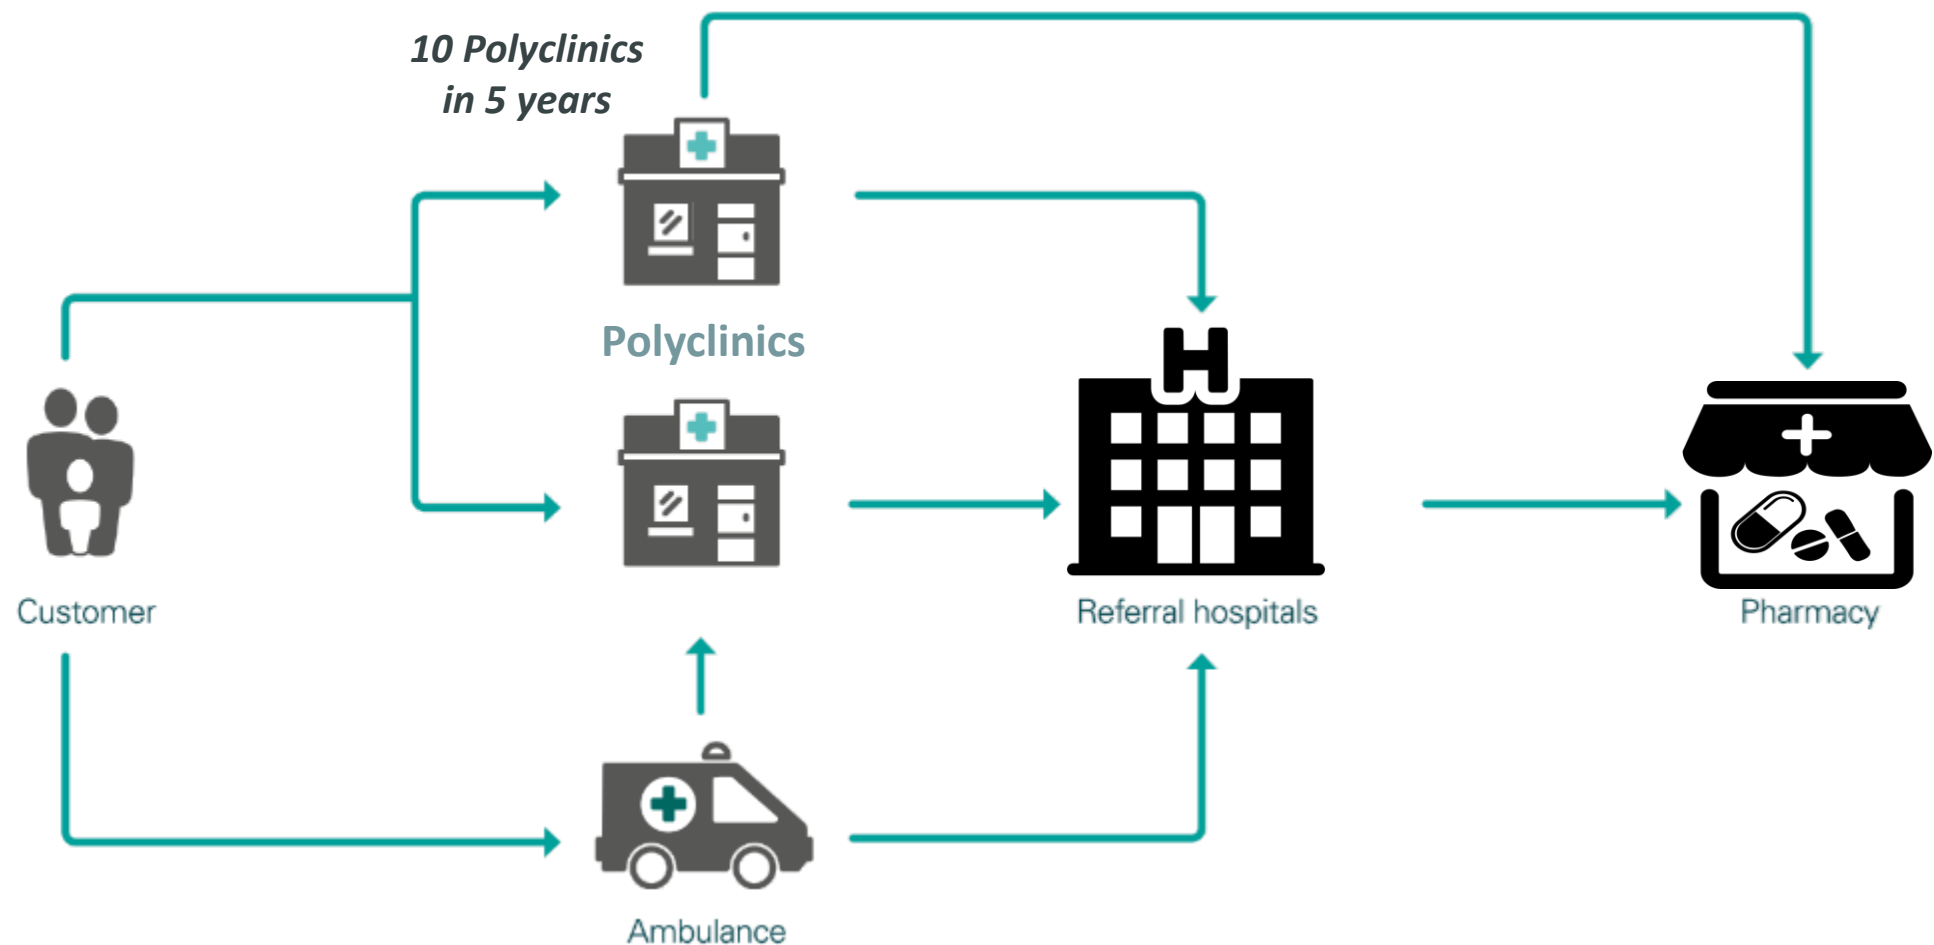 10 Polyclinics
in 5 years
Polyclinics
H
Customer
Referral hospitals
Pharmacy
Ambulance